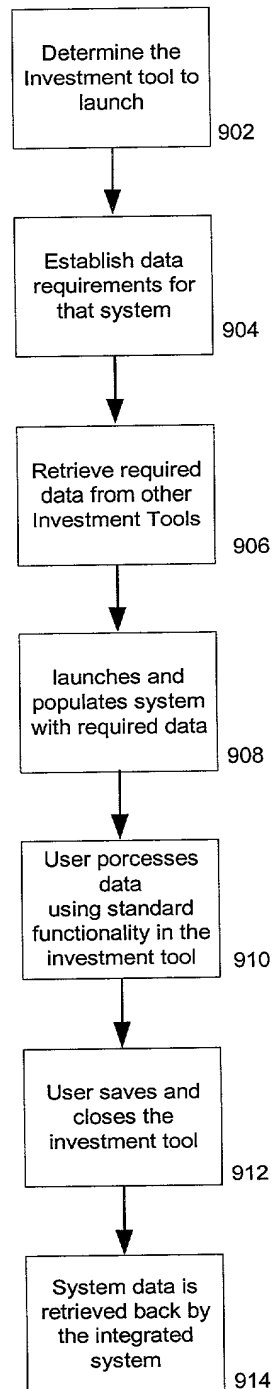 Determine the
Investment tool to
launch
902
Establish data
requirements for
that system
904
Retrieve required
data from other
Investment Tools
906
launches and
populates system
with required data
908
User porcesses
data
using standard
functionality in the
investment tool
910
User saves and
closes the
investment tool
912
System data is
retrieved back by
the integrated
system
914